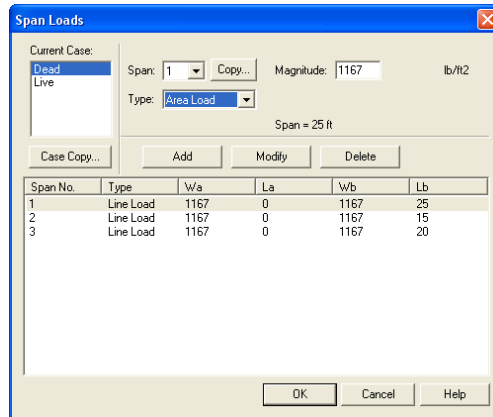 Span Loads
Current Case:
Dead
Live
Span: 1 Copy... Magnitude: 1167 lb/ft2
Type: Area Load
Span = 25 ft
Case Copy... Add Modify Delete
Span No. Type Wa La Wb Lb
1 Line Load 1167 0 1167 25
2 Line Load 1167 0 1167 15
3 Line Load 1167 0 1167 20
OK Cancel Help